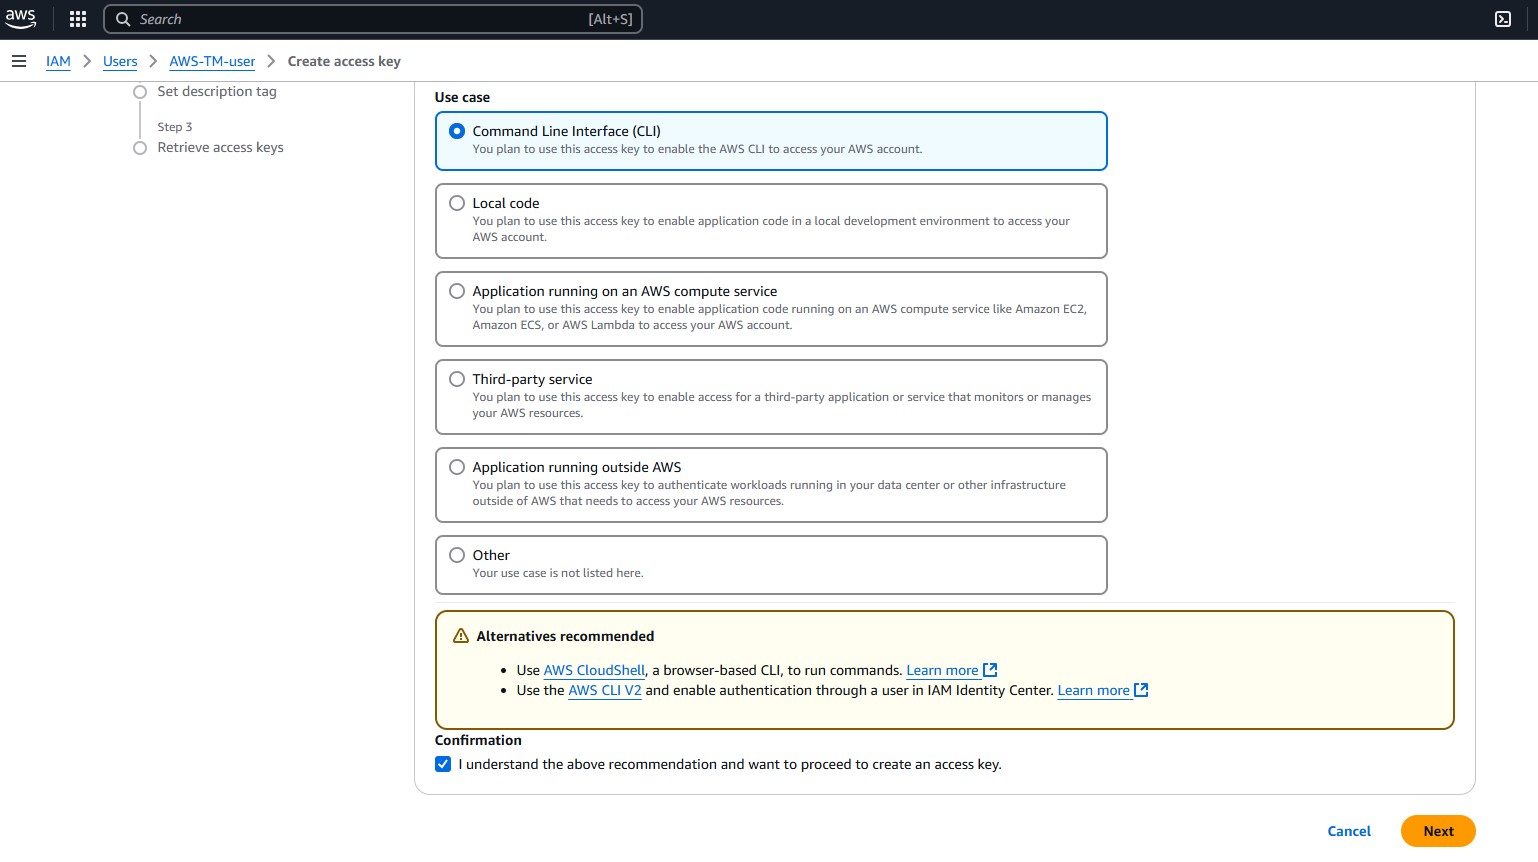 aws
Search [Alt+S]
IAM Users AWS-TM-user Create access key
Set description tag
Step 3
Retrieve access keys
Use case
Command Line Interface (CLI)
You plan to use this access key to enable the AWS CLI to access your AWS account.
Local code
You plan to use this access key to enable application code in a local development environment to access your
AWS account.
Application running on an AWS compute service
You plan to use this access key to enable application code running on an AWS compute service like Amazon EC2,
Amazon ECS, or AWS Lambda to access your AWS account.
Third-party service
You plan to use this access key to enable access for a third-party application or service that monitors or manages
your AWS resources.
Application running outside AWS
You plan to use this access key to authenticate workloads running in your data center or other infrastructure
outside of AWS that needs to access your AWS resources.
Other
Your use case is not listed here.
Alternatives recommended
• Use AWS CloudShell, a browser-based CLI, to run commands. Learn more
• Use the AWS CLI V2 and enable authentication through a user in IAM Identity Center. Learn more
Confirmation
I understand the above recommendation and want to proceed to create an access key.
Cancel Next